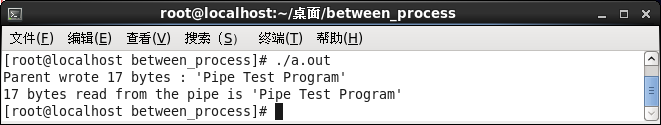 root@localhost:~/桌面/between_process
文件(F) 编辑(E) 查看(V) 搜索 (S) 终端(T) 帮助(H)
[root@localhost between_process]# ./a.out
Parent wrote 17 bytes : 'Pipe Test Program'
17 bytes read from the pipe is 'Pipe Test Program'
[root@localhost between_process]#